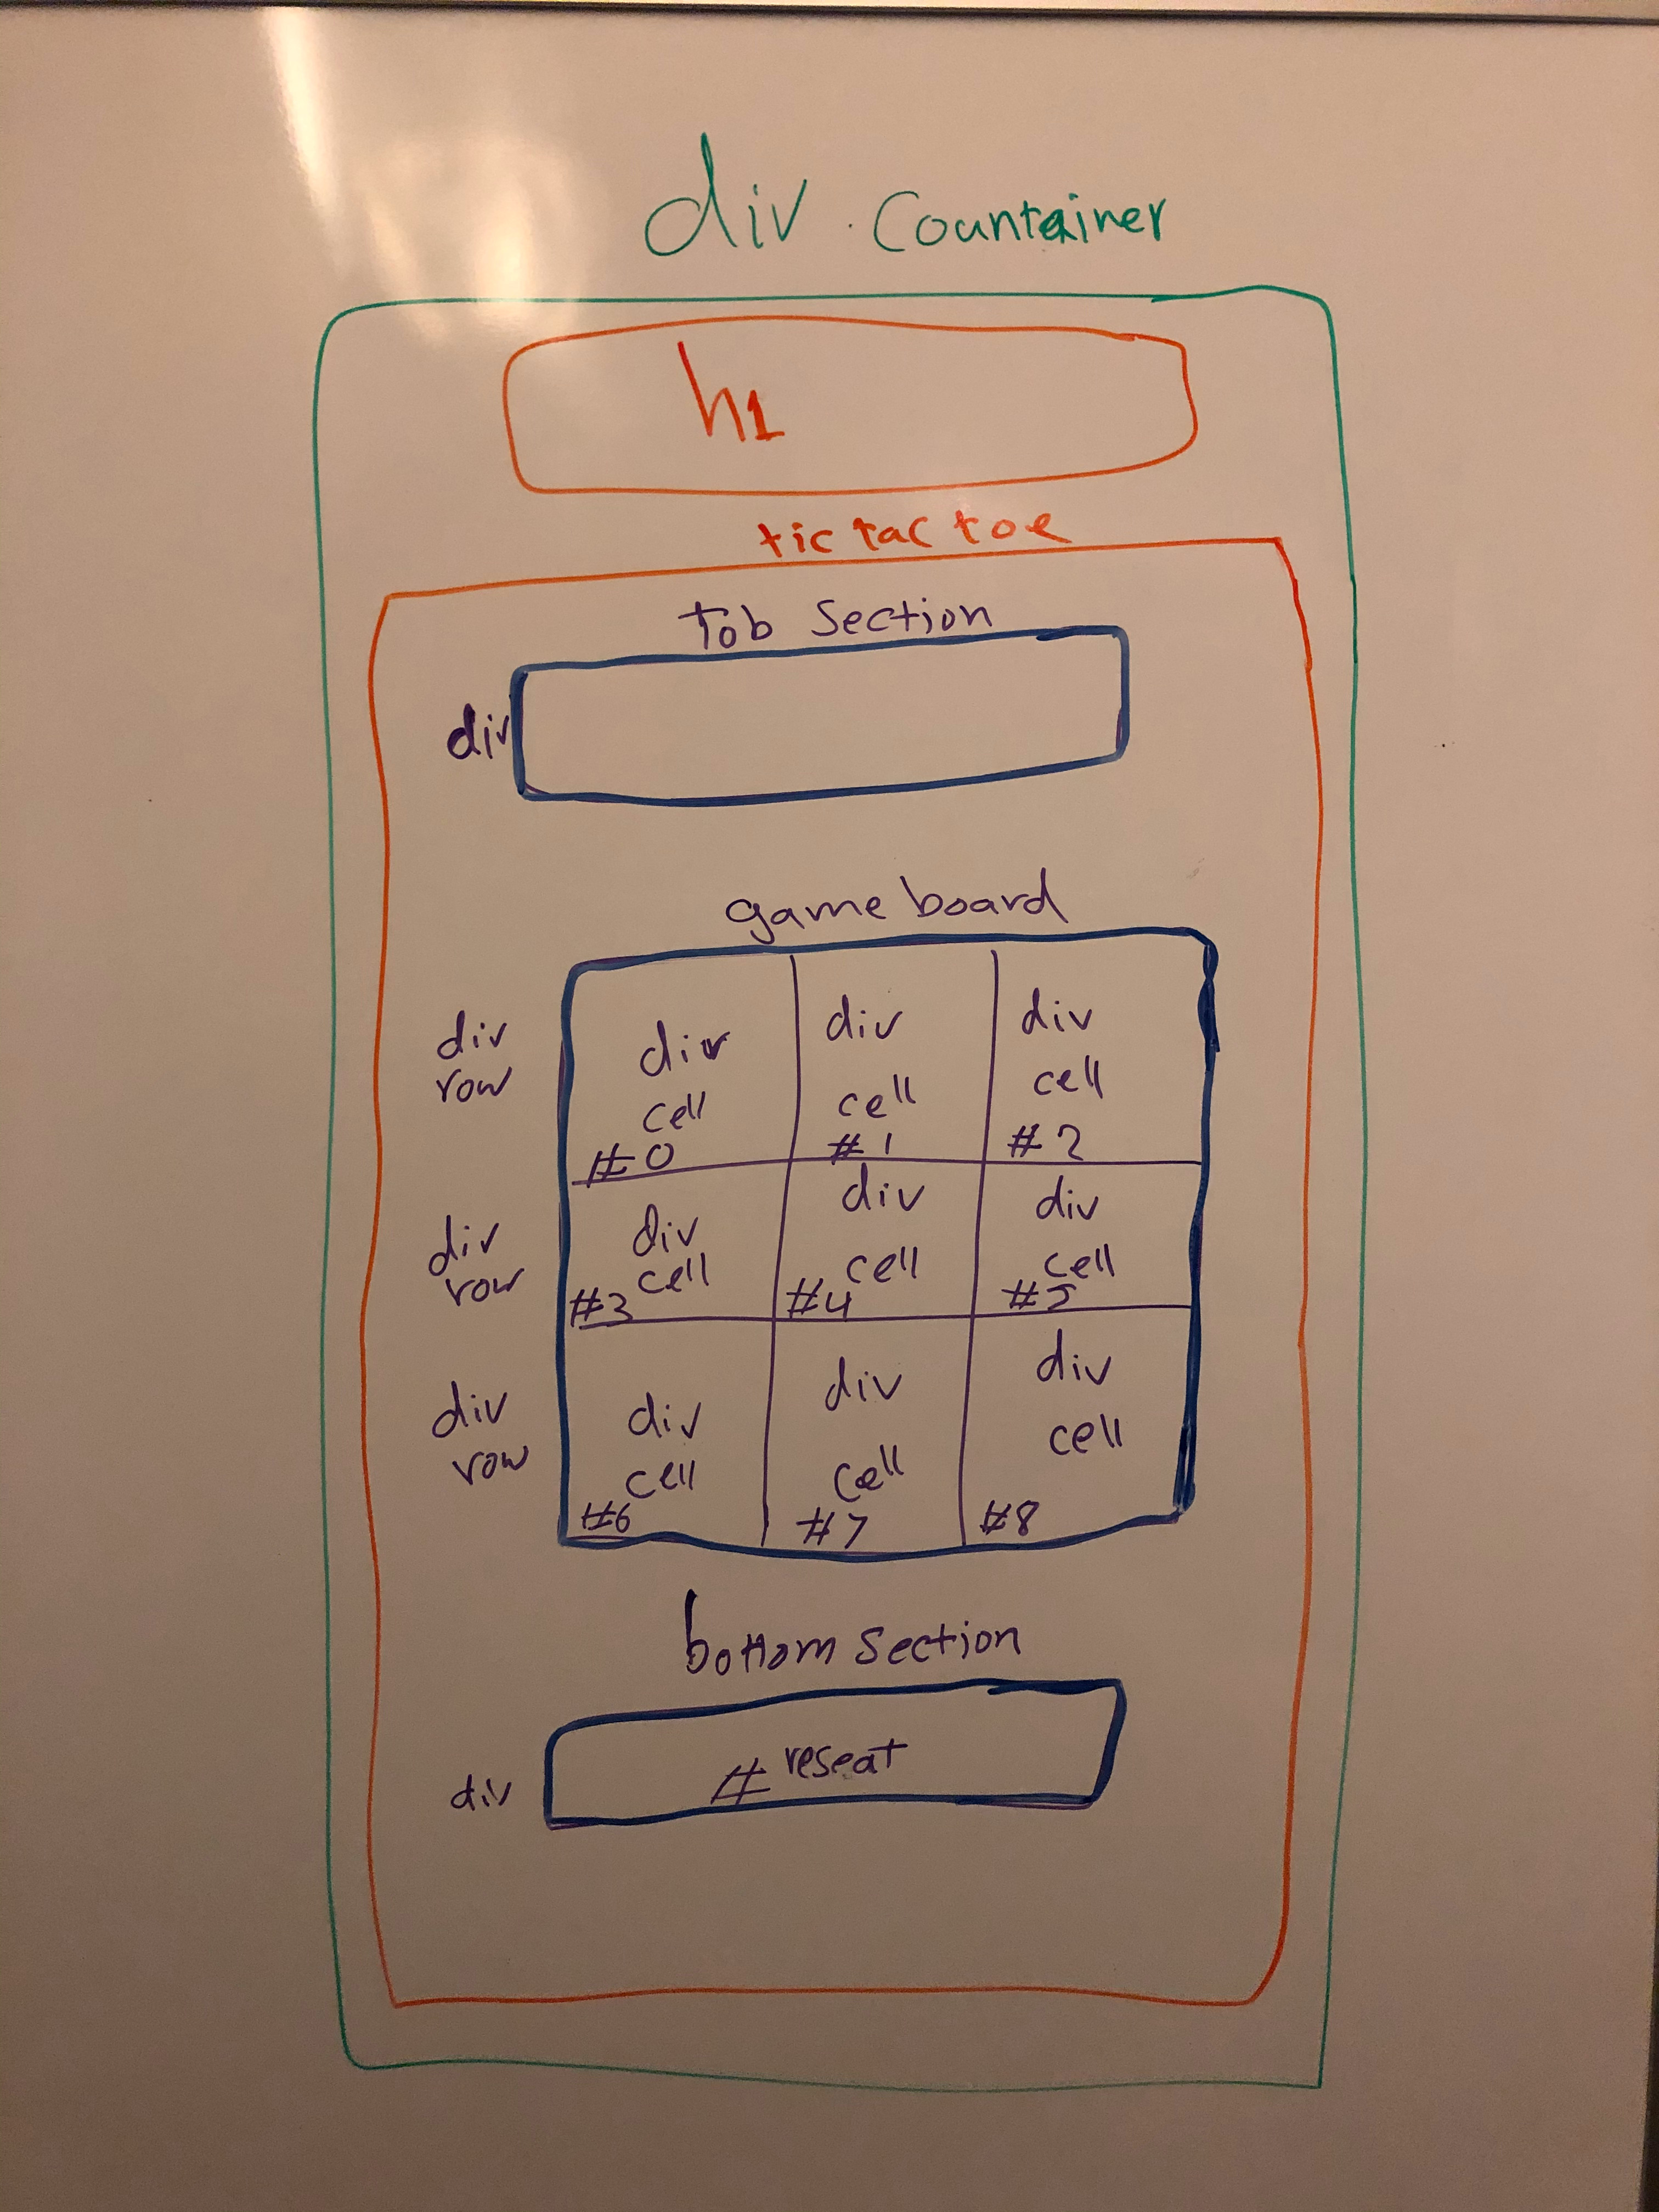 div . Countainer
h1
tic tac toe
Tob Section
div
game board
div row
div cell #0
div cell #1
div cell #2
div row
div cell #3
div cell #4
div cell #5
div row
div cell #6
div cell #7
div cell #8
bottom section
div
# reseat